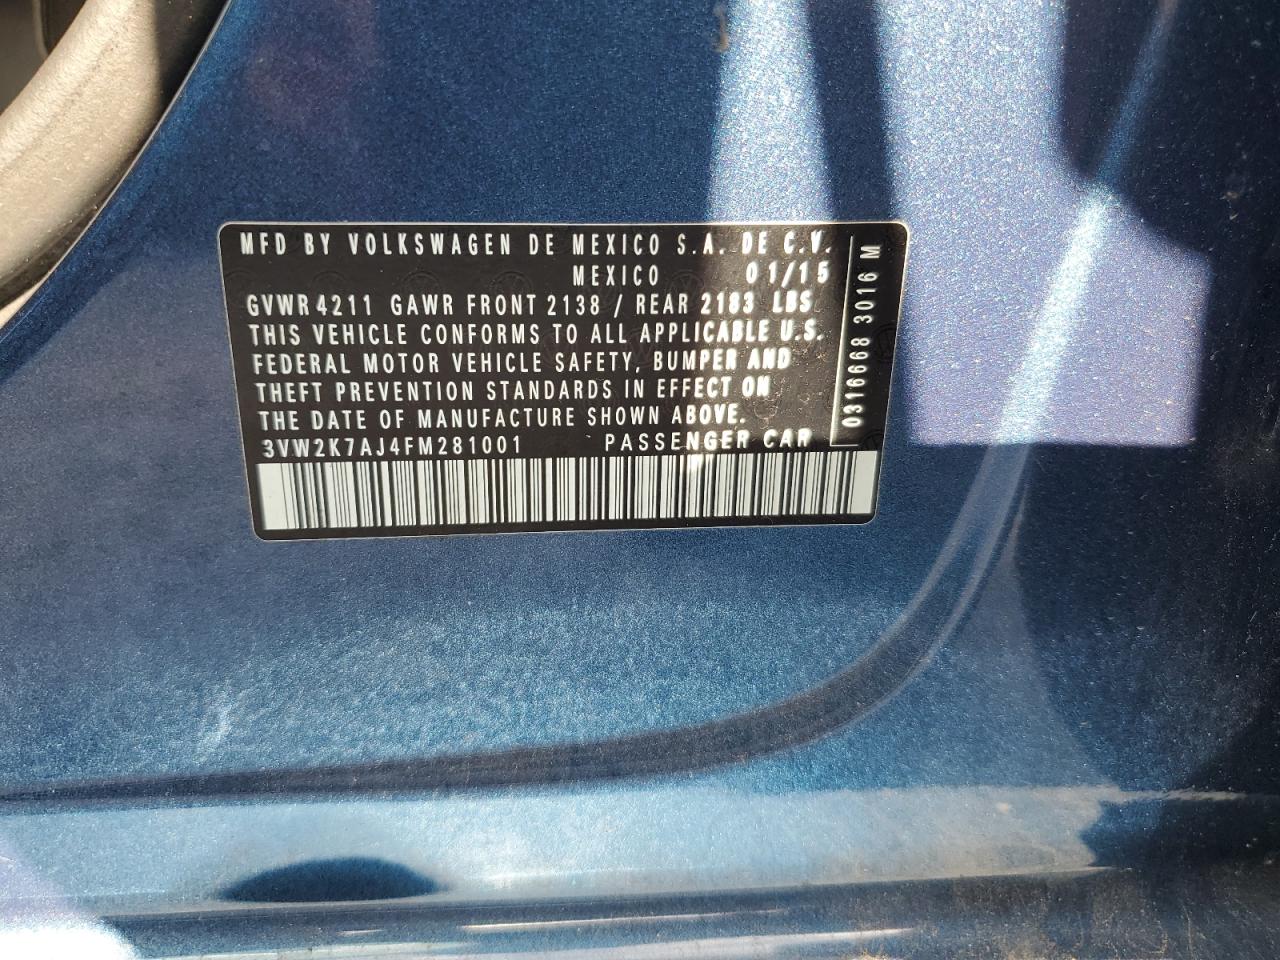 MFD BY VOLKSWAGEN DE MEXICO S.A. DE C.V.
MEXICO 01/15
GVWR 4211 GAWR FRONT 2138 / REAR 2183 LBS
THIS VEHICLE CONFORMS TO ALL APPLICABLE U.S.
FEDERAL MOTOR VEHICLE SAFETY, BUMPER AND
THEFT PREVENTION STANDARDS IN EFFECT ON
THE DATE OF MANUFACTURE SHOWN ABOVE.
3VW2K7AJ4FM281001 PASSENGER CAR
0316668 3016 M